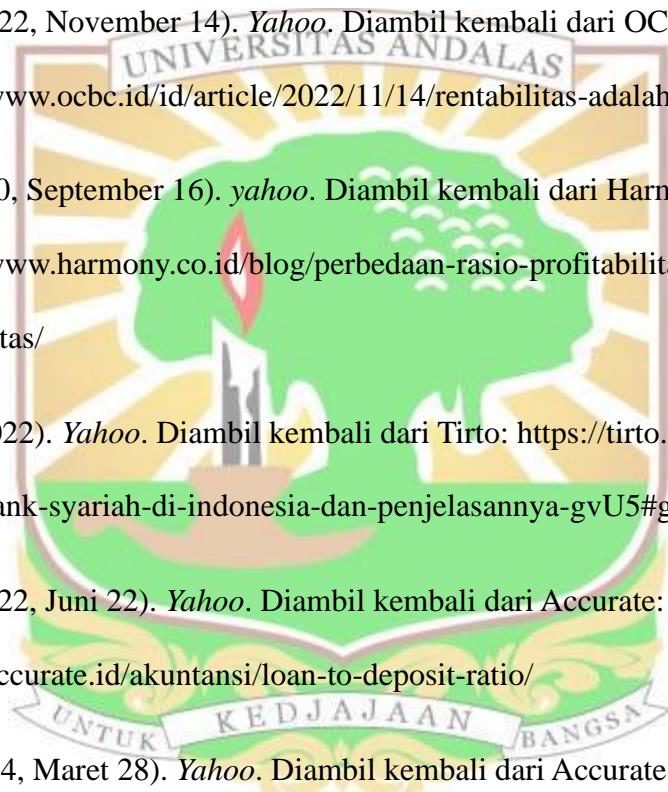 22, November 14). Yahoo. Diambil kembali dari OC
UNIVERSITAS ANDALAS
www.ocbc.id/id/article/2022/11/14/rentabilitas-adalah
0, September 16). yahoo. Diambil kembali dari Harn
www.harmony.co.id/blog/perbedaan-rasio-profitabilita
tas/
022). Yahoo. Diambil kembali dari Tirto: https://tirto.
ank-syariah-di-indonesia-dan-penjelasannya-gvU5#g
22, Juni 22). Yahoo. Diambil kembali dari Accurate:
ccurate.id/akuntansi/loan-to-deposit-ratio/
UNTUK KEDJAJAAN BANGSA
4, Maret 28). Yahoo. Diambil kembali dari Accurate